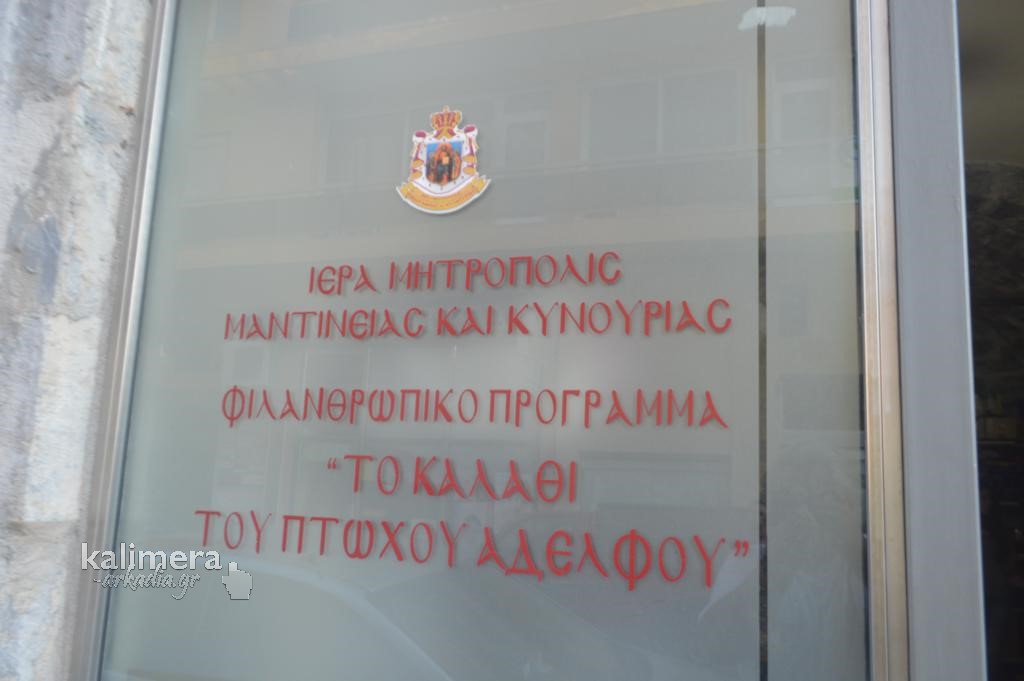 ΙΕΡΑ ΜΗΤΡΟΠΟΛΙΣ
ΜΑΝΤΙΝΕΙΑΣ ΚΑΙ ΚΥΝΟΥΡΙΑΣ
ΦΙΛΑΝΘΡΩΠΙΚΟ ΠΡΟΓΡΑΜΜΑ
“ΤΟ ΚΑΛΑΘΙ
ΤΟΥ ΠΤΩΧΟΥ ΑΔΕΛΦΟΥ”
kalimera
-arkadia.gr